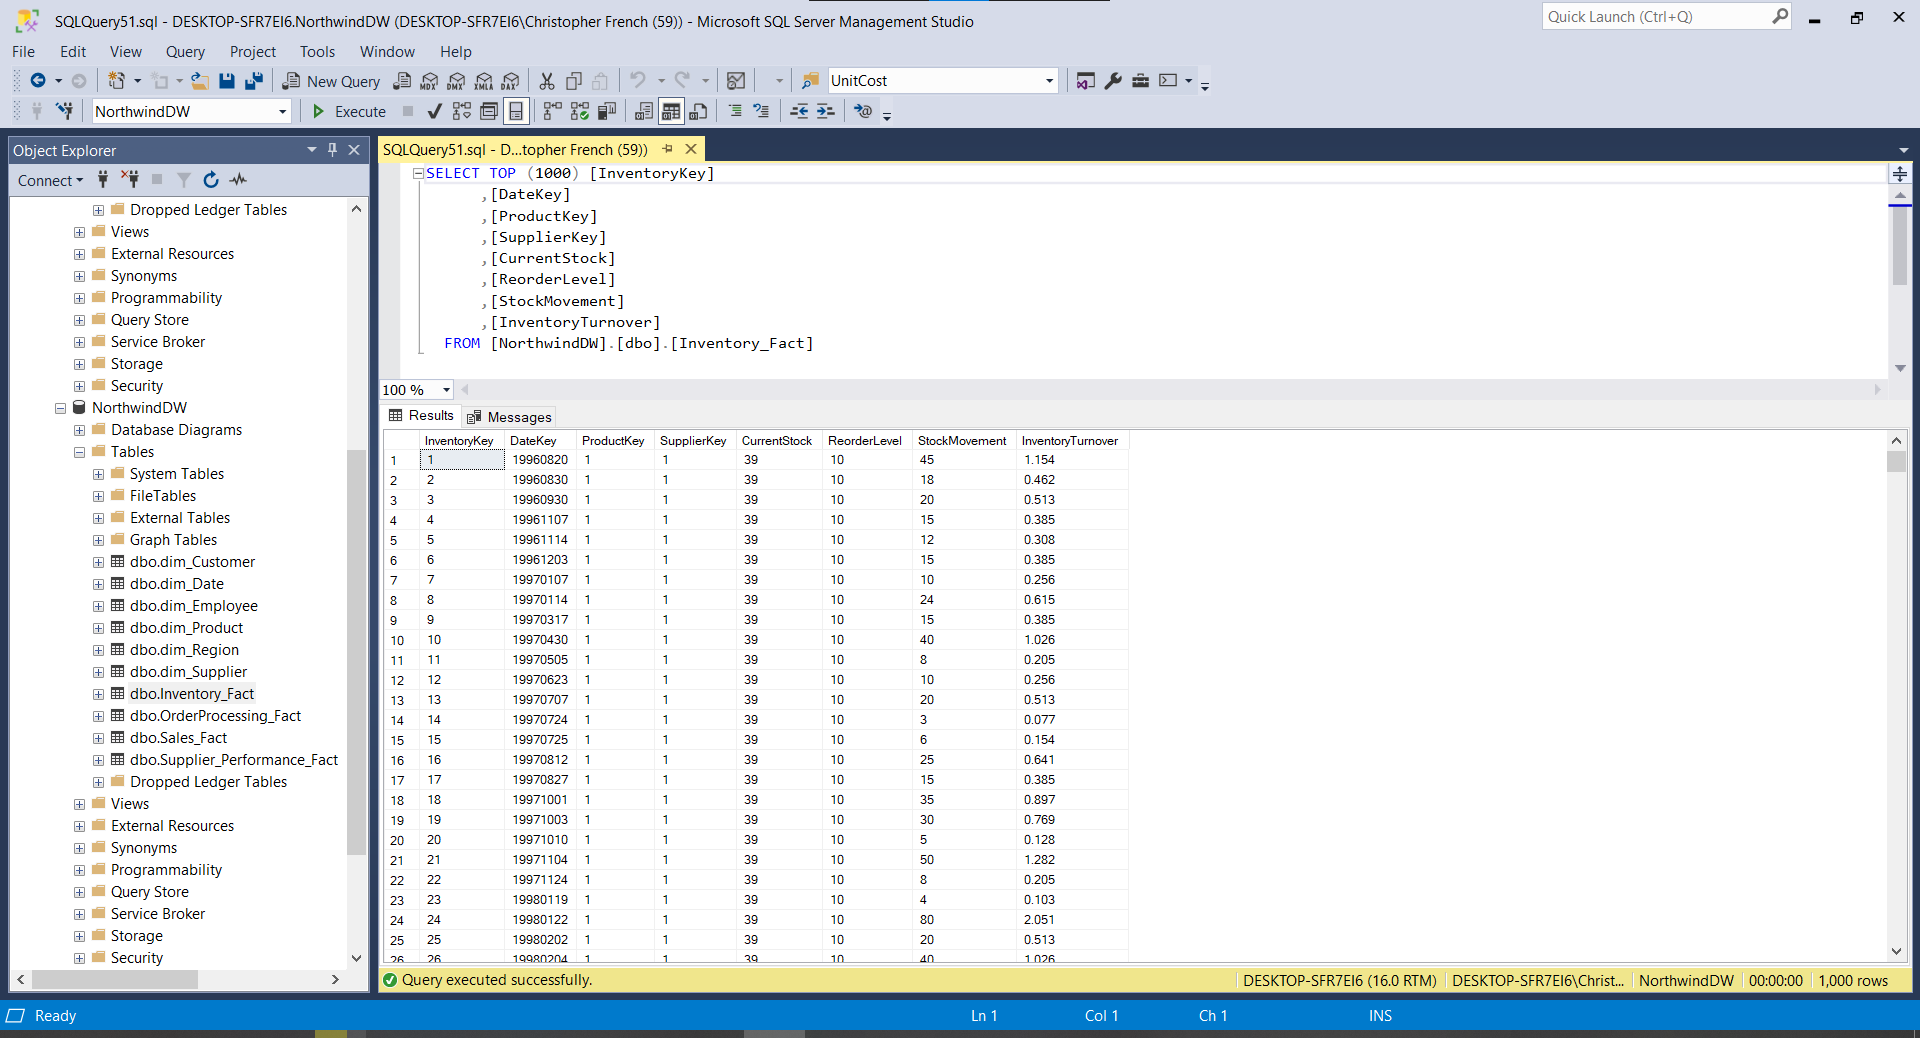 SQLQuery51.sql - DESKTOP-SFR7EI6.NorthwindDW (DESKTOP-SFR7EI6\Christopher French (59)) - Microsoft SQL Server Management Studio
Quick Launch (Ctrl+Q)
File Edit View Query Project Tools Window Help
New Query MDX DMX XMLA DAX UnitCost
NorthwindDW Execute
Object Explorer
Connect
Dropped Ledger Tables
Views
External Resources
Synonyms
Programmability
Query Store
Service Broker
Storage
Security
NorthwindDW
Database Diagrams
Tables
System Tables
FileTables
External Tables
Graph Tables
dbo.dim_Customer
dbo.dim_Date
dbo.dim_Employee
dbo.dim_Product
dbo.dim_Region
dbo.dim_Supplier
dbo.Inventory_Fact
dbo.OrderProcessing_Fact
dbo.Sales_Fact
dbo.Supplier_Performance_Fact
Dropped Ledger Tables
Views
External Resources
Synonyms
Programmability
Query Store
Service Broker
Storage
Security
SQLQuery51.sql - D...topher French (59))
SELECT TOP (1000) [InventoryKey]
,[DateKey]
,[ProductKey]
,[SupplierKey]
,[CurrentStock]
,[ReorderLevel]
,[StockMovement]
,[InventoryTurnover]
FROM [NorthwindDW].[dbo].[Inventory_Fact]
100 %
Results Messages
InventoryKey DateKey ProductKey SupplierKey CurrentStock ReorderLevel StockMovement InventoryTurnover
1 1 19960820 1 1 39 10 45 1.154
2 2 19960830 1 1 39 10 18 0.462
3 3 19960930 1 1 39 10 20 0.513
4 4 19961107 1 1 39 10 15 0.385
5 5 19961114 1 1 39 10 12 0.308
6 6 19961203 1 1 39 10 15 0.385
7 7 19970107 1 1 39 10 10 0.256
8 8 19970114 1 1 39 10 24 0.615
9 9 19970317 1 1 39 10 15 0.385
10 10 19970430 1 1 39 10 40 1.026
11 11 19970505 1 1 39 10 8 0.205
12 12 19970623 1 1 39 10 10 0.256
13 13 19970707 1 1 39 10 20 0.513
14 14 19970724 1 1 39 10 3 0.077
15 15 19970725 1 1 39 10 6 0.154
16 16 19970812 1 1 39 10 25 0.641
17 17 19970827 1 1 39 10 15 0.385
18 18 19971001 1 1 39 10 35 0.897
19 19 19971003 1 1 39 10 30 0.769
20 20 19971010 1 1 39 10 5 0.128
21 21 19971104 1 1 39 10 50 1.282
22 22 19971124 1 1 39 10 8 0.205
23 23 19980119 1 1 39 10 4 0.103
24 24 19980122 1 1 39 10 80 2.051
25 25 19980202 1 1 39 10 20 0.513
26 26 19980204 1 1 39 10 40 1.026
Query executed successfully.
DESKTOP-SFR7EI6 (16.0 RTM) DESKTOP-SFR7EI6\Christ... NorthwindDW 00:00:00 1,000 rows
Ready Ln 1 Col 1 Ch 1 INS